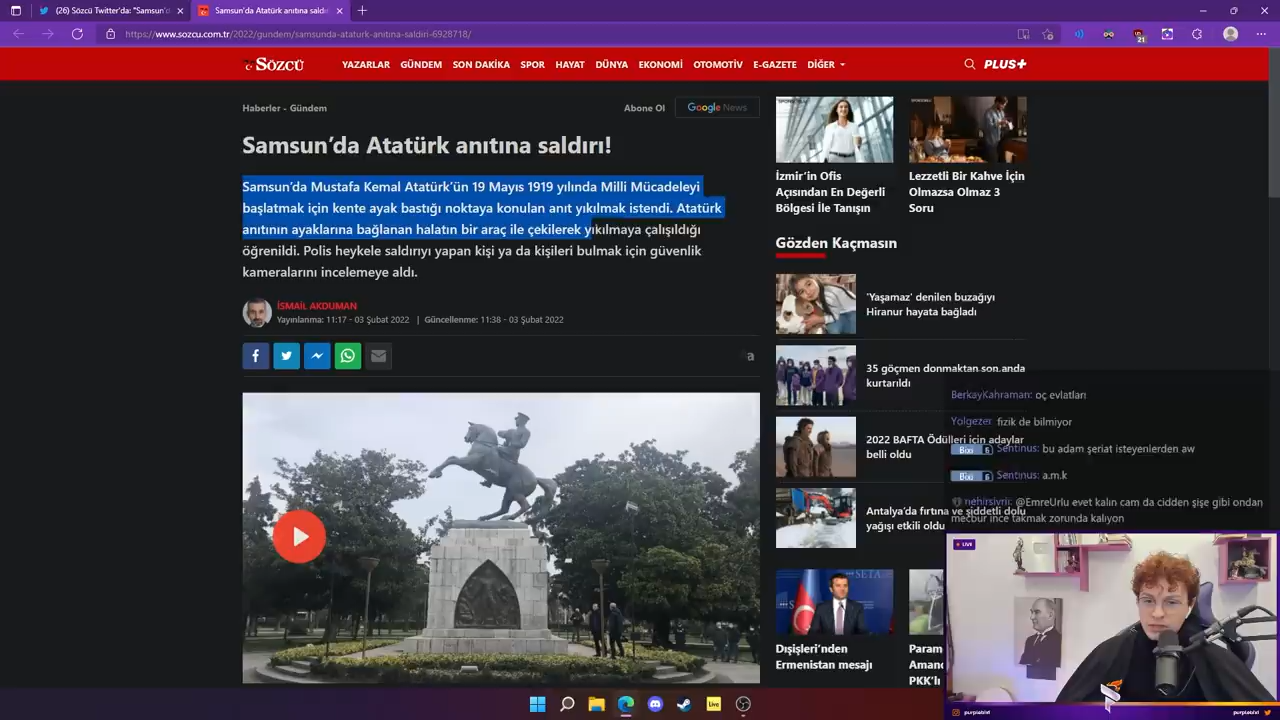 (26) Sözcü Twitter'da: "Samsun'd
Samsun'da Atatürk anıtına saldırı
https://www.sozcu.com.tr/2022/gundem/samsunda-ataturk-anitina-saldiri-6928718/
21
SÖZCÜ
YAZARLAR GÜNDEM SON DAKİKA SPOR HAYAT DÜNYA EKONOMİ OTOMOTİV E-GAZETE DİĞER
PLUS+
Haberler - Gündem
Abone Ol
Google News
Samsun'da Atatürk anıtına saldırı!
Samsun'da Mustafa Kemal Atatürk'ün 19 Mayıs 1919 yılında Milli Mücadeleyi
başlatmak için kente ayak bastığı noktaya konulan anıt yıkılmak istendi. Atatürk
anıtının ayaklarına bağlanan halatın bir araç ile çekilerek yıkılmaya çalışıldığı
öğrenildi. Polis heykele saldırıyı yapan kişi ya da kişileri bulmak için güvenlik
kameralarını incelemeye aldı.
İSMAİL AKDUMAN
Yayınlanma: 11:17 - 03 Şubat 2022 | Güncellenme: 11:38 - 03 Şubat 2022
a
İzmir'in Ofis
Açısından En Değerli
Bölgesi İle Tanışın
Lezzetli Bir Kahve İçin
Olmazsa Olmaz 3
Soru
Gözden Kaçmasın
'Yaşamaz' denilen buzağıyı
Hiranur hayata bağladı
35 göçmen donmaktan son anda
kurtarıldı
2022 BAFTA Ödülleri için adaylar
belli oldu
Antalya'da fırtına ve şiddetli dolu
yağışı etkili oldu
Dışişleri'nden
Ermenistan mesajı
Param
Aman
PKK'lı
BerkayKahraman: oç evlatları
Yolgezer: fizik de bilmiyor
Bixi 6 Sentinus: bu adam şeriat isteyenlerden aw
Bixi 6 Sentinus: a.m.k
@EmreUrlu evet kalın cam da cidden şişe gibi ondan
mecbur ince takmak zorunda kalıyon
LIVE
purplebixi
purplebixi
Live